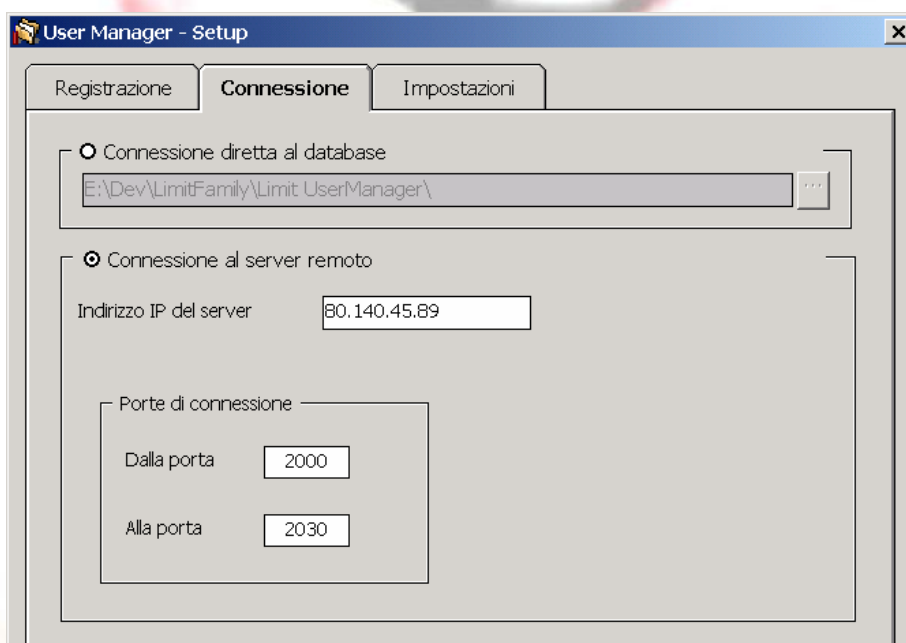 User Manager - Setup
Registrazione
Connessione
Impostazioni
Connessione diretta al database
E:\Dev\LimitFamily\Limit UserManager\
...
Connessione al server remoto
Indirizzo IP del server 80.140.45.89
Porte di connessione
Dalla porta 2000
Alla porta 2030